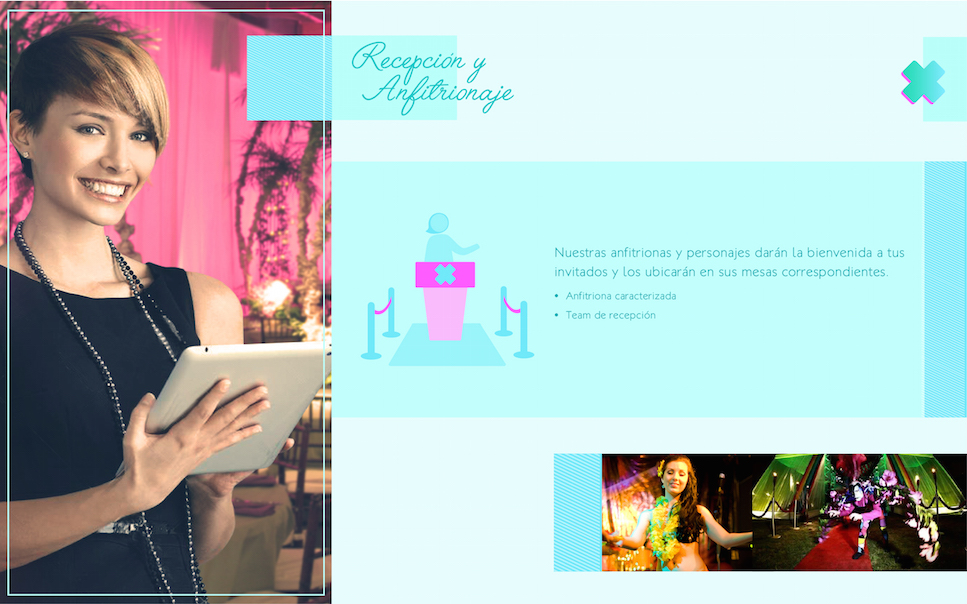 Recepción y
Anfitrionaje
Nuestras anfitrionas y personajes darán la bienvenida a tus
invitados y los ubicarán en sus mesas correspondientes.
• Anfitriona caracterizada
• Team de recepción